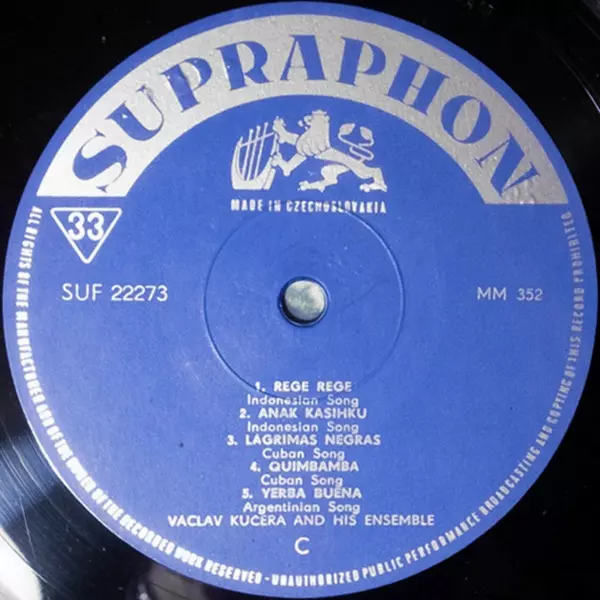 SUPRAPHON
MADE IN CZECHOSLOVAKIA
33
SUF 22273
MM 352
1. REGE REGE
Indonesian Song
2. ANAK KASIHKU
Indonesian Song
3. LAGRIMAS NEGRAS
Cuban Song
4. QUIMBAMBA
Cuban Song
5. YERBA BUENA
Argentinian Song
VACLAV KUČERA AND HIS ENSEMBLE
C
ALL RIGHTS OF THE MANUFACTURER AND OF THE OWNER OF THE RECORDED WORK RESERVED - UNAUTHORIZED PUBLIC PERFORMANCE BROADCASTING AND COPYING OF THIS RECORD PROHIBITED